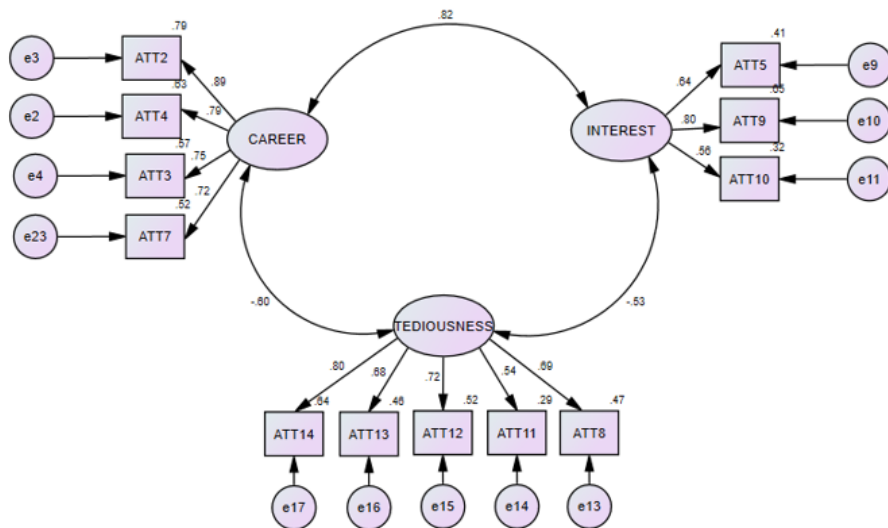 .82
.79
.41
e3
ATT2
ATT5
e9
.89
.64
.63
.65
e2
ATT4
.79
CAREER
INTEREST
.80
ATT9
e10
.57
.75
.56
.32
e4
ATT3
ATT10
e11
.72
.52
e23
ATT7
-.60
-.53
TEDIOUSNESS
.80
.68
.72
.54
.69
.64
.46
.52
.29
.47
ATT14
ATT13
ATT12
ATT11
ATT8
e17
e16
e15
e14
e13